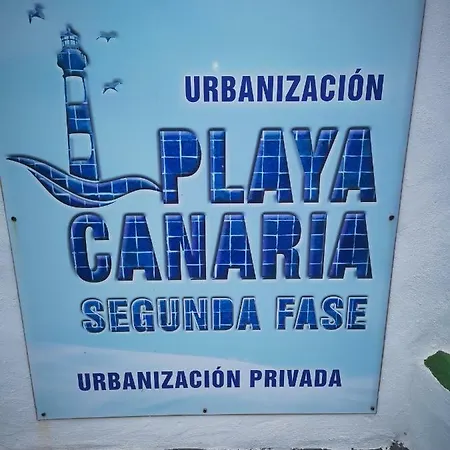 URBANIZACIÓN
PLAYA
CANARIA
SEGUNDA FASE
URBANIZACIÓN PRIVADA